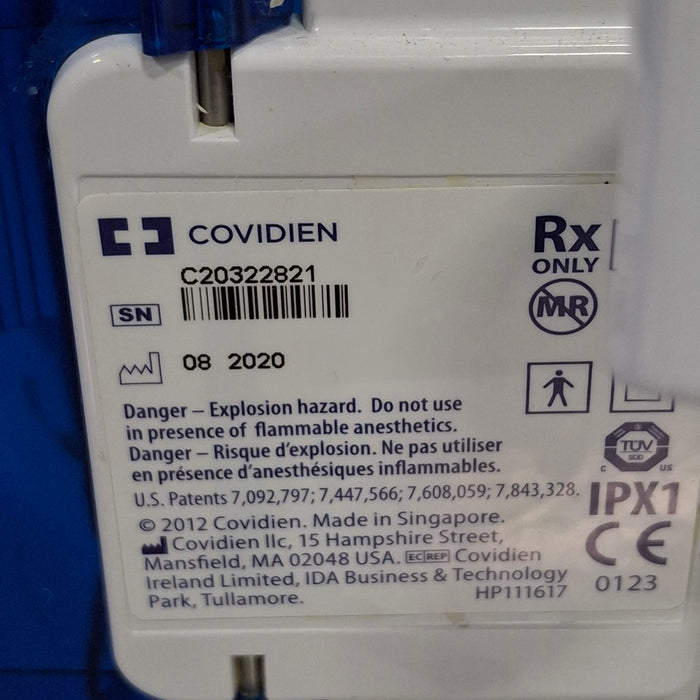 COVIDIEN
Rx
ONLY
C20322821
SN
MR
08 2020
Danger – Explosion hazard. Do not use
in presence of flammable anesthetics.
Danger – Risque d'explosion. Ne pas utiliser
en présence d'anesthésiques inflammables.
TÜV
SÜD
C US
U.S. Patents 7,092,797; 7,447,566; 7,608,059; 7,843,328.
IPX1
© 2012 Covidien. Made in Singapore.
Covidien llc, 15 Hampshire Street,
Mansfield, MA 02048 USA. EC REP Covidien
Ireland Limited, IDA Business & Technology
Park, Tullamore.
HP111617
CE
0123